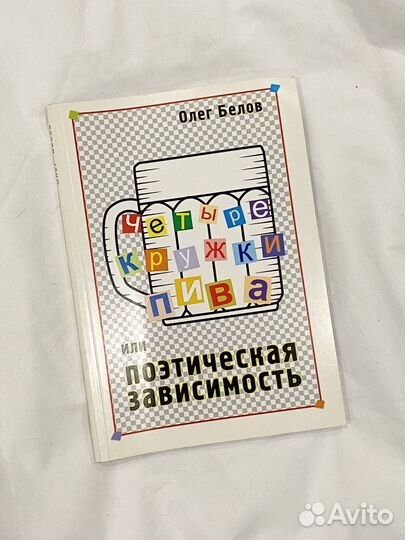 Олег Белов
четыре
кружки
пива
или
поэтическая
зависимость
Avito